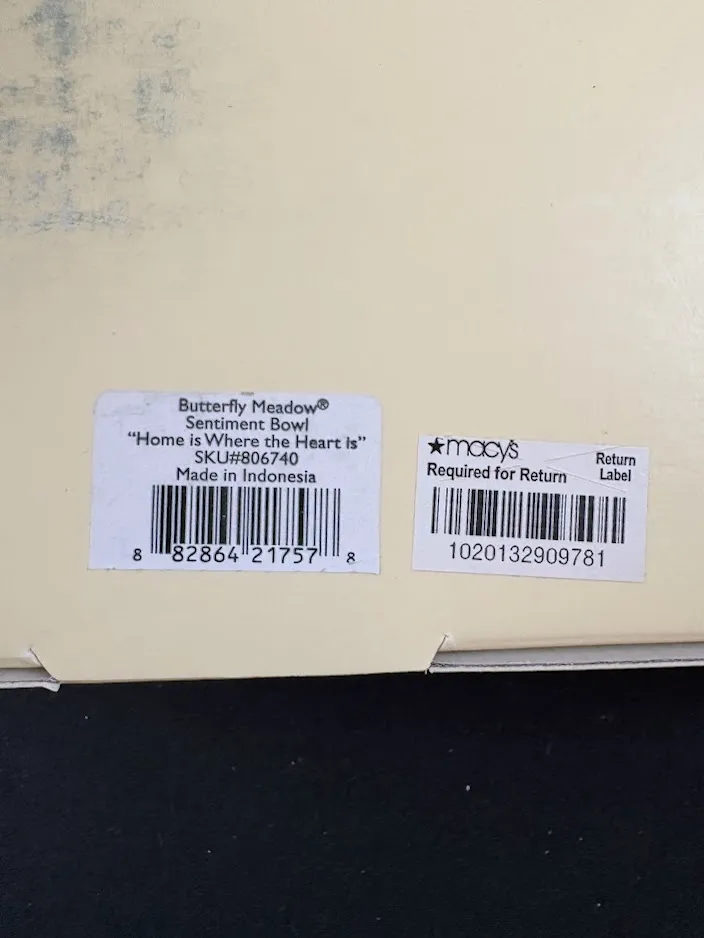 Butterfly Meadow®
Sentiment Bowl
“Home is Where the Heart is”
SKU#806740
Made in Indonesia
8 82864 21757 8
★macy's
Required for Return
Return
Label
1020132909781